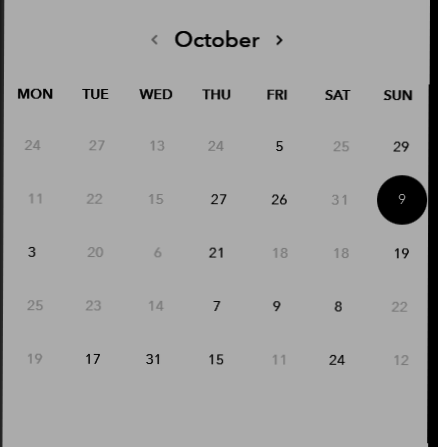 < October >
MON TUE WED THU FRI SAT SUN
24 27 13 24 5 25 29
11 22 15 27 26 31 9
3 20 6 21 18 18 19
25 23 14 7 9 8 22
19 17 31 15 11 24 12